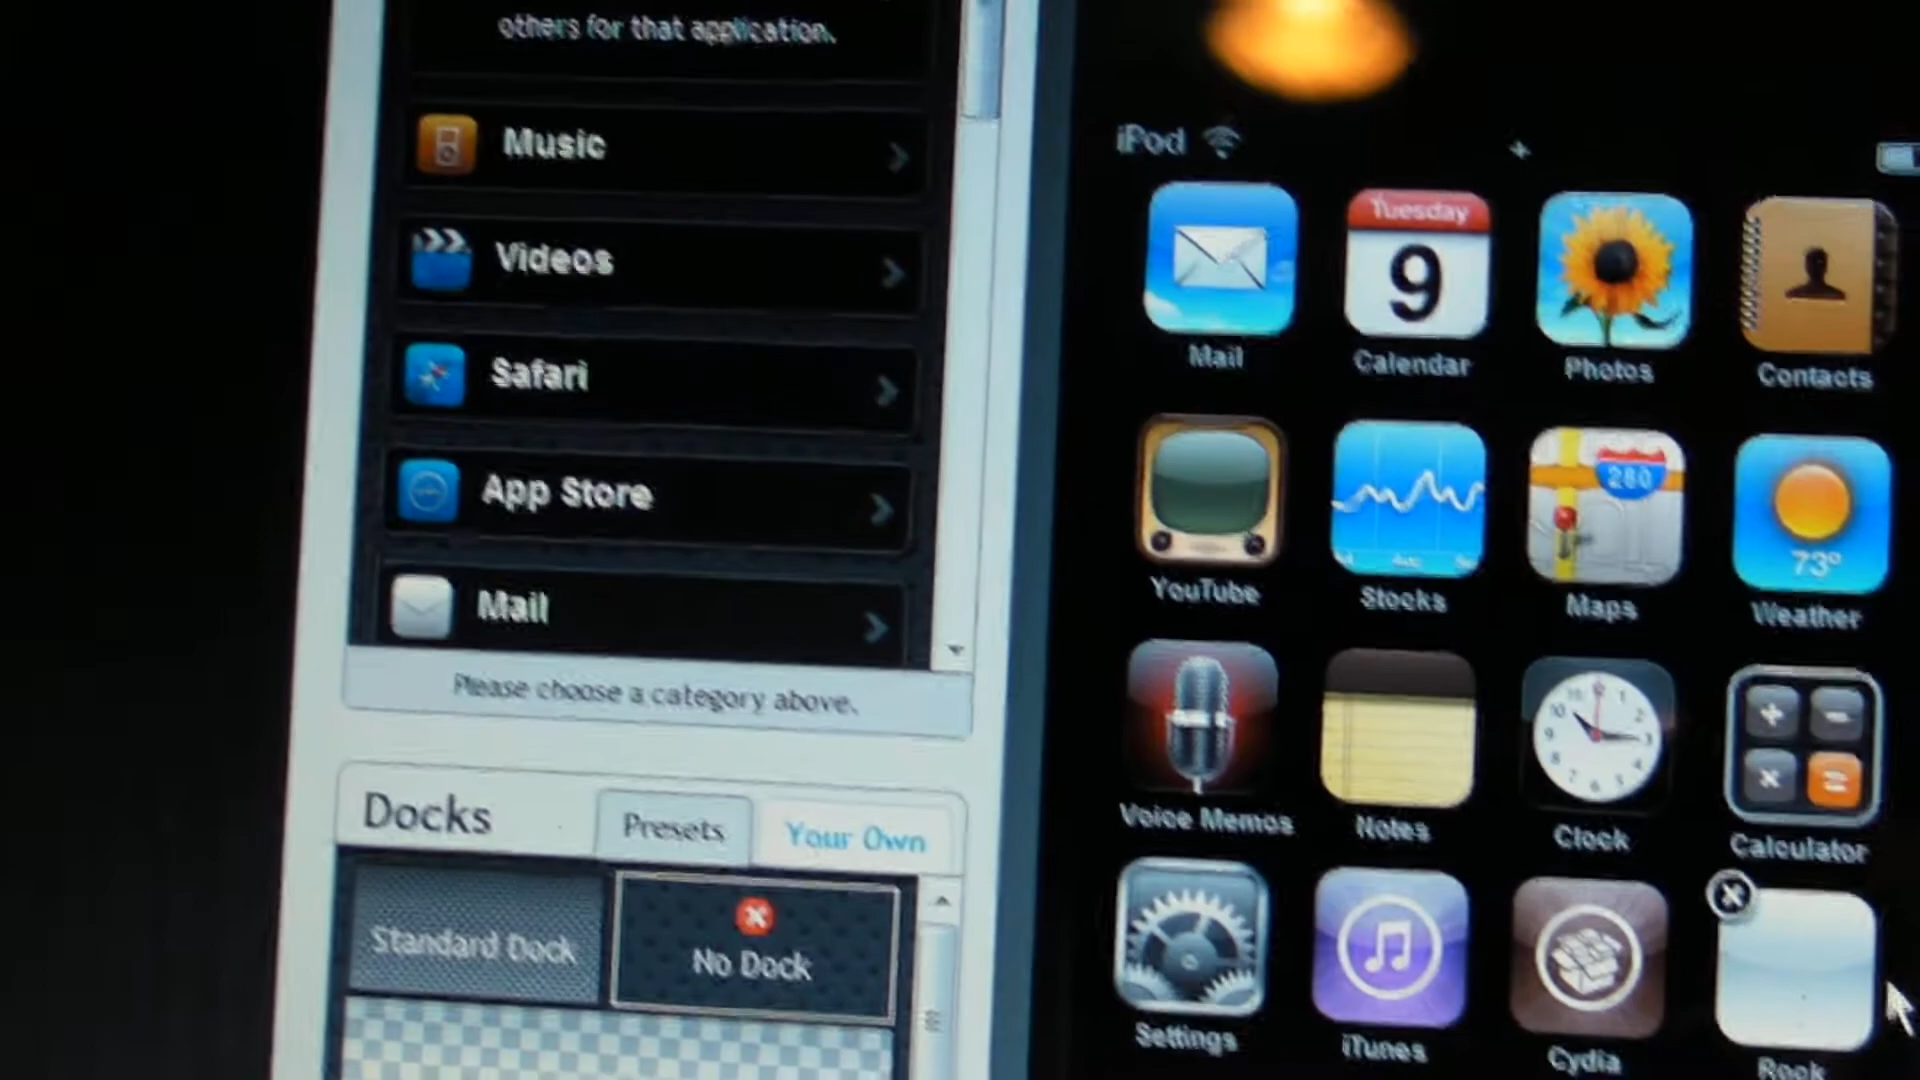 others for that application.
Music
Videos
Safari
App Store
Mail
Please choose a category above.
Docks
Presets
Your Own
Standard Dock
No Dock
iPod
Tuesday
9
Mail
Calendar
Photos
Contacts
280
73°
YouTube
Stocks
Maps
Weather
Voice Memos
Notes
Clock
Calculator
Settings
iTunes
Cydia
Rock